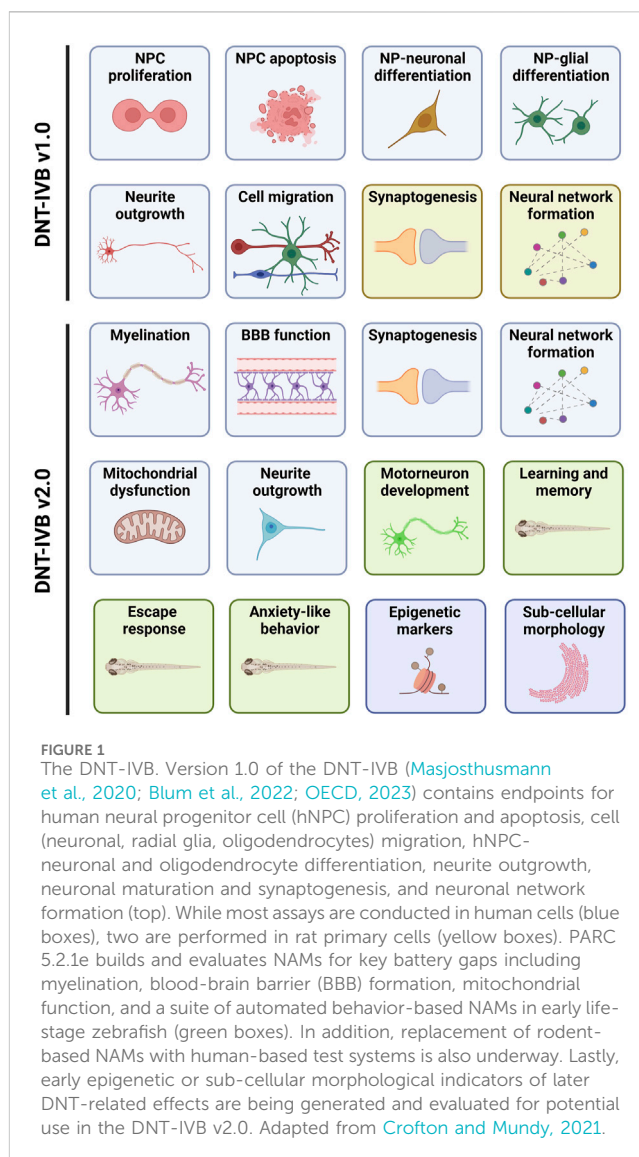 DNT-IVB v1.0
NPC
proliferation
NPC apoptosis
NP-neuronal
differentiation
NP-glial
differentiation
Neurite
outgrowth
Cell migration
Synaptogenesis
Neural network
formation
DNT-IVB v2.0
Myelination
BBB function
Synaptogenesis
Neural network
formation
Mitochondrial
dysfunction
Neurite
outgrowth
Motorneuron
development
Learning and
memory
Escape
response
Anxiety-like
behavior
Epigenetic
markers
Sub-cellular
morphology
FIGURE 1
The DNT-IVB. Version 1.0 of the DNT-IVB (Masjosthusmann
et al., 2020; Blum et al., 2022; OECD, 2023) contains endpoints for
human neural progenitor cell (hNPC) proliferation and apoptosis, cell
(neuronal, radial glia, oligodendrocytes) migration, hNPC-
neuronal and oligodendrocyte differentiation, neurite outgrowth,
neuronal maturation and synaptogenesis, and neuronal network
formation (top). While most assays are conducted in human cells (blue
boxes), two are performed in rat primary cells (yellow boxes). PARC
5.2.1e builds and evaluates NAMs for key battery gaps including
myelination, blood-brain barrier (BBB) formation, mitochondrial
function, and a suite of automated behavior-based NAMs in early life-
stage zebrafish (green boxes). In addition, replacement of rodent-
based NAMs with human-based test systems is also underway. Lastly,
early epigenetic or sub-cellular morphological indicators of later
DNT-related effects are being generated and evaluated for potential
use in the DNT-IVB v2.0. Adapted from Crofton and Mundy, 2021.